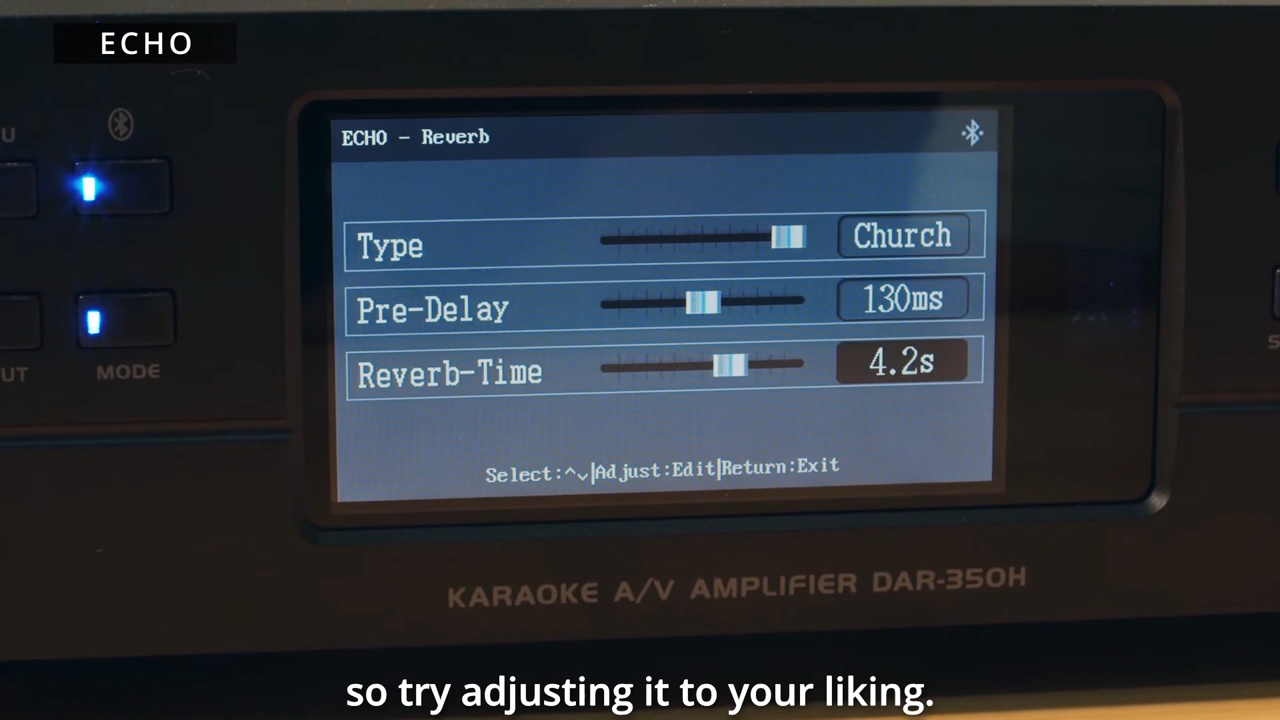 ECHO
U
ECHO - Reverb
Type
Church
Pre-Delay
130ms
Reverb-Time
4.2s
UT
MODE
S
Select:^⌄|Adjust:Edit|Return:Exit
KARAOKE A/V AMPLIFIER DAR-350H
so try adjusting it to your liking.